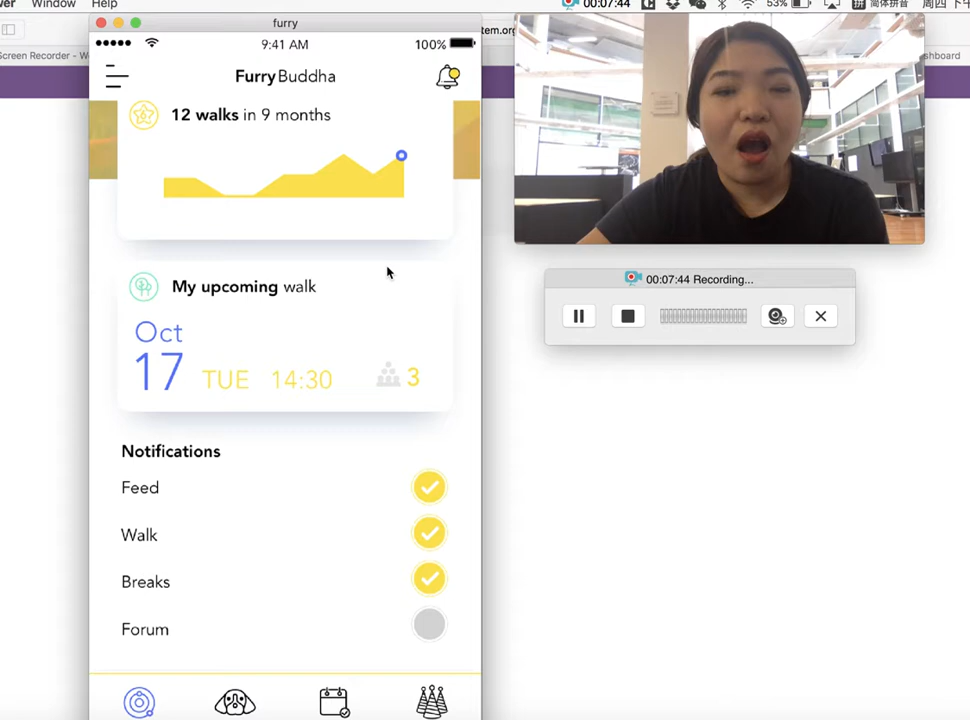 Window Help
00:07:44
53%
简体拼音
周四
furry
9:41 AM
100%
tem.org
Screen Recorder - W
shboard
FurryBuddha
12 walks in 9 months
My upcoming walk
Oct
17 TUE 14:30 3
00:07:44 Recording...
Notifications
Feed
Walk
Breaks
Forum